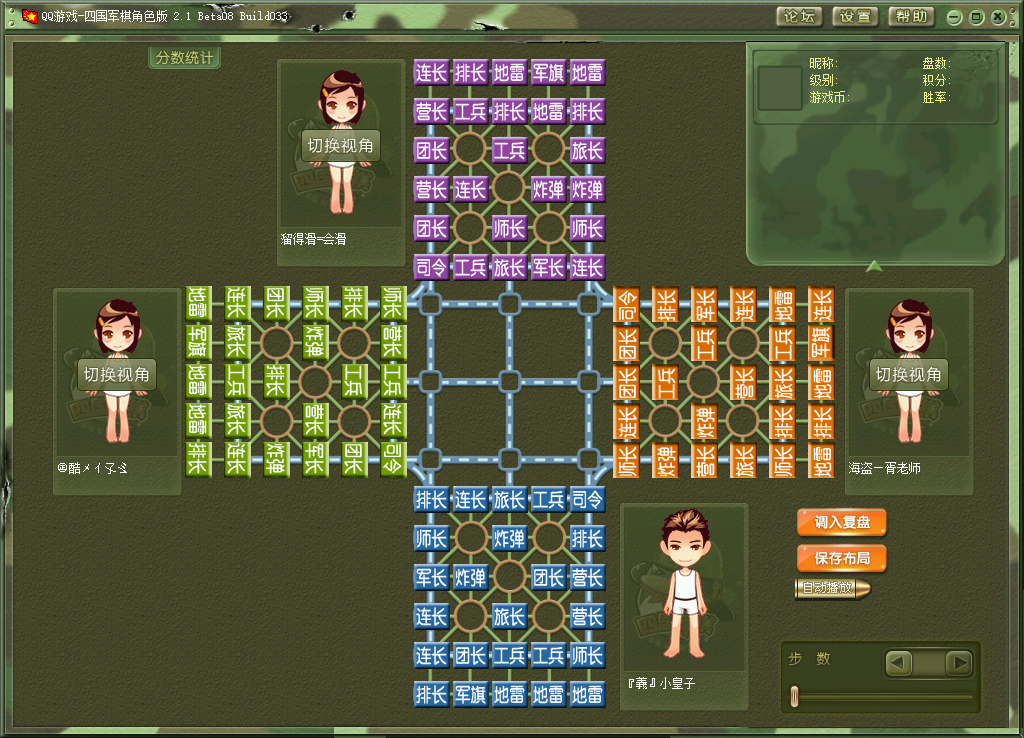 QQ游戏-四国军棋角色版 2.1 Beta08 Build033
论坛 设置 帮助
分数统计
昵称: 盘数:
级别: 积分:
游戏币: 胜率:
切换视角
溜得滑=会滑
连长 排长 地雷 军旗 地雷
营长 工兵 排长 地雷 排长
团长 工兵 旅长
营长 连长 炸弹 炸弹
团长 师长 师长
司令 工兵 旅长 军长 连长
切换视角
地雷 连长 团长 师长 排长 师长
军旗 旅长 炸弹 营长
地雷 工兵 排长 工兵 工兵
地雷 旅长 营长 连长
排长 连长 炸弹 军长 团长 司令
司令 排长 军长 连长 地雷 连长
团长 工兵 工兵 军旗
团长 工兵 营长 旅长 地雷
连长 炸弹 排长 排长
师长 炸弹 营长 旅长 师长 地雷
切换视角
海盗一胥老师
排长 连长 旅长 工兵 司令
师长 炸弹 排长
军长 炸弹 团长 营长
连长 旅长 营长
连长 团长 工兵 工兵 师长
排长 军旗 地雷 地雷 地雷
『義』小皇子
调入复盘
保存布局
自动播放
步 数